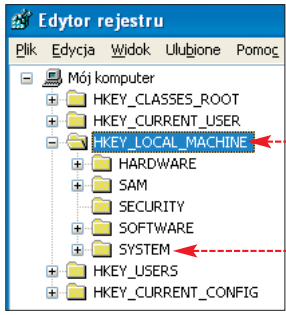 Edytor rejestru
Plik Edycja Widok Ulubione Pomoc
Mój komputer
HKEY_CLASSES_ROOT
HKEY_CURRENT_USER
HKEY_LOCAL_MACHINE
HARDWARE
SAM
SECURITY
SOFTWARE
SYSTEM
HKEY_USERS
HKEY_CURRENT_CONFIG